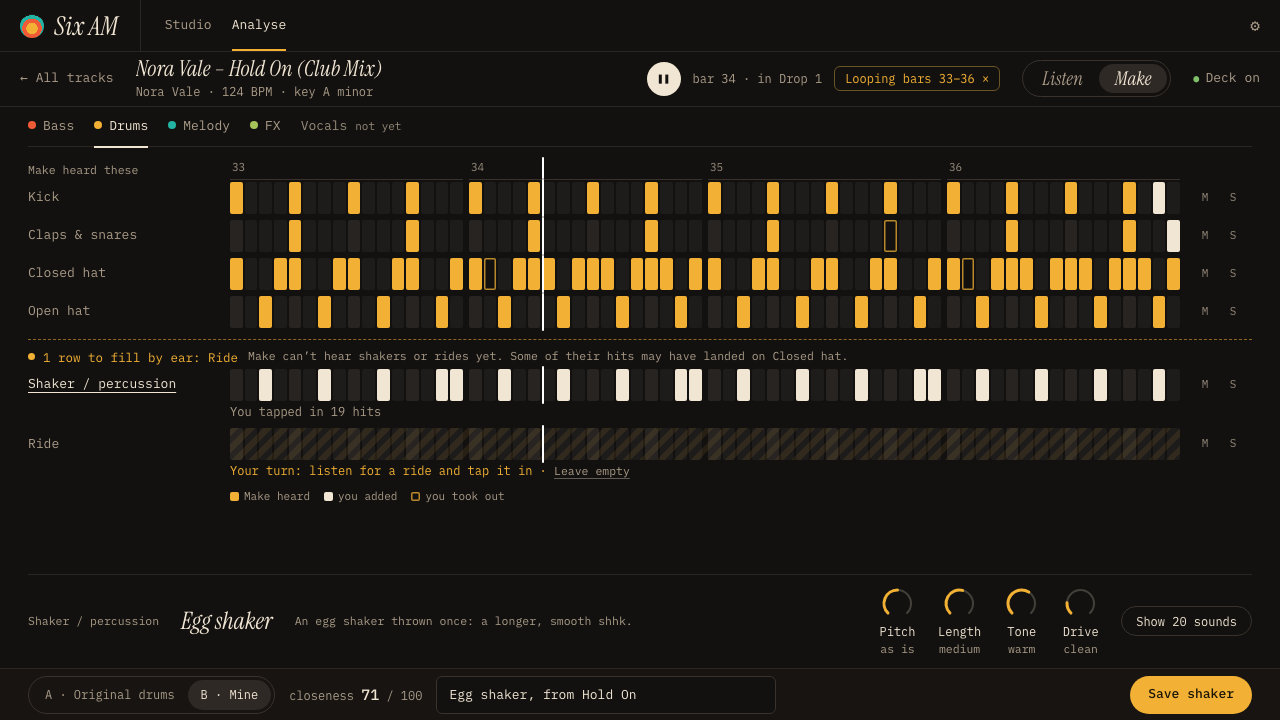 Six AM
Studio
Analyse
⚙
← All tracks
Nora Vale – Hold On (Club Mix)
Nora Vale · 124 BPM · key A minor
bar 34 · in Drop 1
Looping bars 33–36 ×
Listen
Make
Deck on
Bass
Drums
Melody
FX
Vocals not yet
Make heard these
33
34
35
36
Kick
M S
Claps & snares
M S
Closed hat
M S
Open hat
M S
1 row to fill by ear: Ride
Make can't hear shakers or rides yet. Some of their hits may have landed on Closed hat.
Shaker / percussion
M S
You tapped in 19 hits
Ride
M S
Your turn: listen for a ride and tap it in · Leave empty
Make heard
you added
you took out
Shaker / percussion
Egg shaker
An egg shaker thrown once: a longer, smooth shhk.
Pitch
as is
Length
medium
Tone
warm
Drive
clean
Show 20 sounds
A · Original drums
B · Mine
closeness 71 / 100
Egg shaker, from Hold On
Save shaker